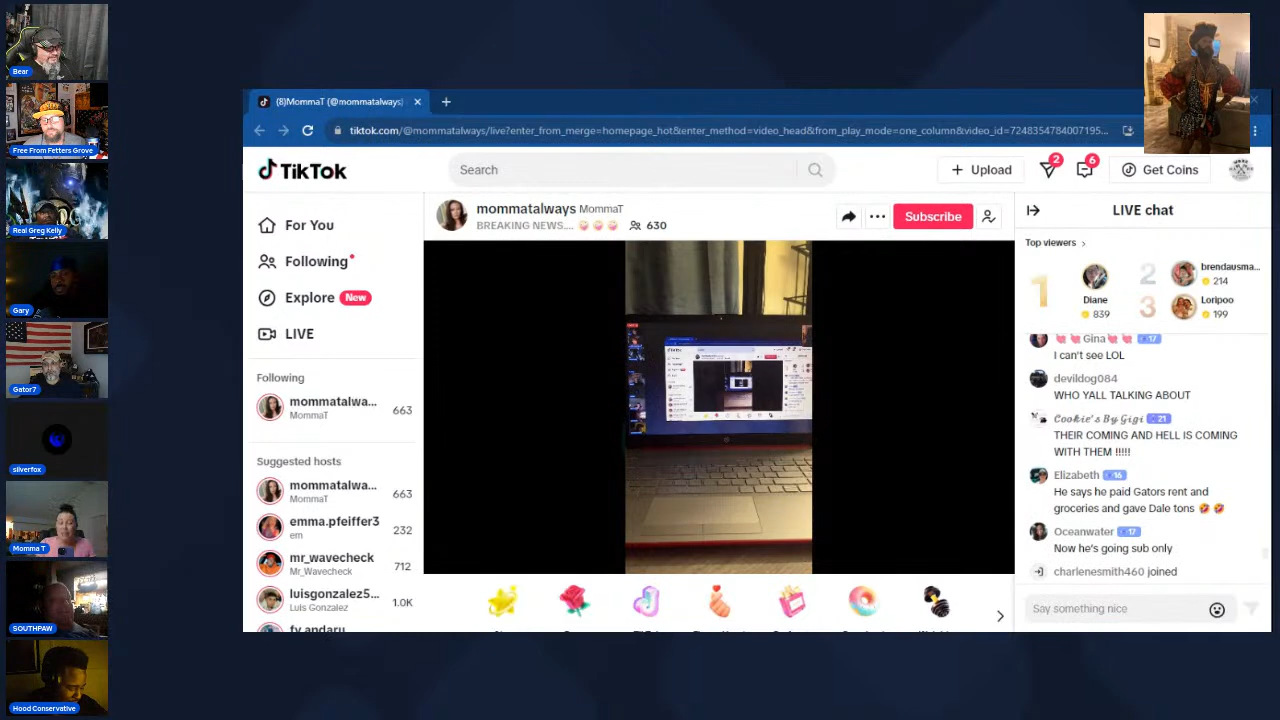 Bear
Free From Fetters Grove
Real Greg Kelly
Gary
Gator7
silverfox
Momma T
SOUTHPAW
Hood Conservative
(8)MommaT (@mommatalways)
tiktok.com/@mommatalways/live?enter_from_merge=homepage_hot&enter_method=video_head&from_play_mode=one_column&video_id=7248354784007195...
TikTok
Search
Upload
2
6
Get Coins
For You
Following
Explore New
LIVE
Following
mommatalwa... 663
MommaT
Suggested hosts
mommatalwa... 663
MommaT
emma.pfeiffer3 232
em
mr_wavecheck 712
Mr_Wavecheck
luisgonzalez5... 1.0K
Luis Gonzalez
mommatalways MommaT
BREAKING NEWS.... 630
Subscribe
LIVE chat
Top viewers
1 Diane 839
2 brendausma... 214
3 Loripoo 199
Gina 17
I can't see LOL
devildog084
WHO YALL TALKING ABOUT
Cookie's By Gigi 21
THEIR COMING AND HELL IS COMING
WITH THEM !!!!!
Elizabeth 16
He says he paid Gators rent and
groceries and gave Dale tons 🤣 🤣
Oceanwater 17
Now he's going sub only
charlenesmith460 joined
Say something nice